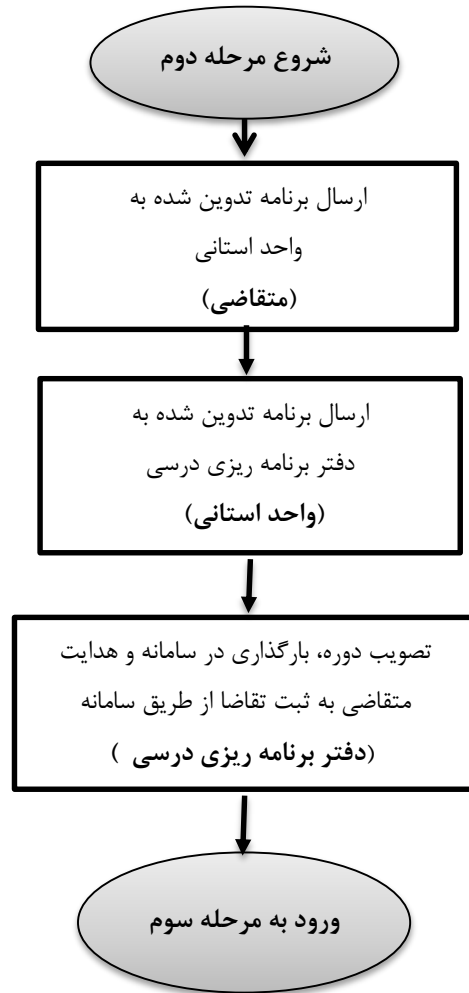 شروع مرحله دوم
ارسال برنامه تدوین شده به
واحد استانی
(متقاضی)
ارسال برنامه تدوین شده به
دفتر برنامه ریزی درسی
(واحد استانی)
تصویب دوره، بارگذاری در سامانه و هدایت
متقاضی به ثبت تقاضا از طریق سامانه
(دفتر برنامه ریزی درسی )
ورود به مرحله سوم